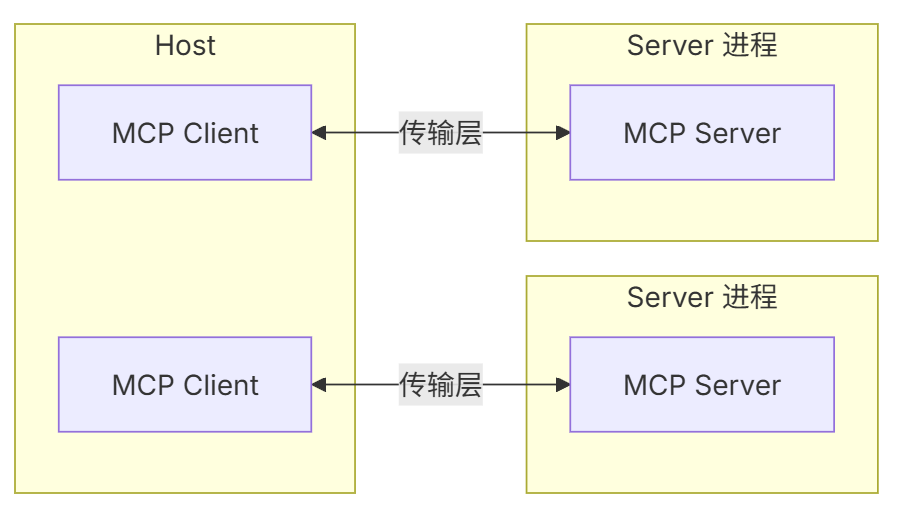 Host
Server 进程
MCP Client
传输层
MCP Server
Server 进程
MCP Client
传输层
MCP Server